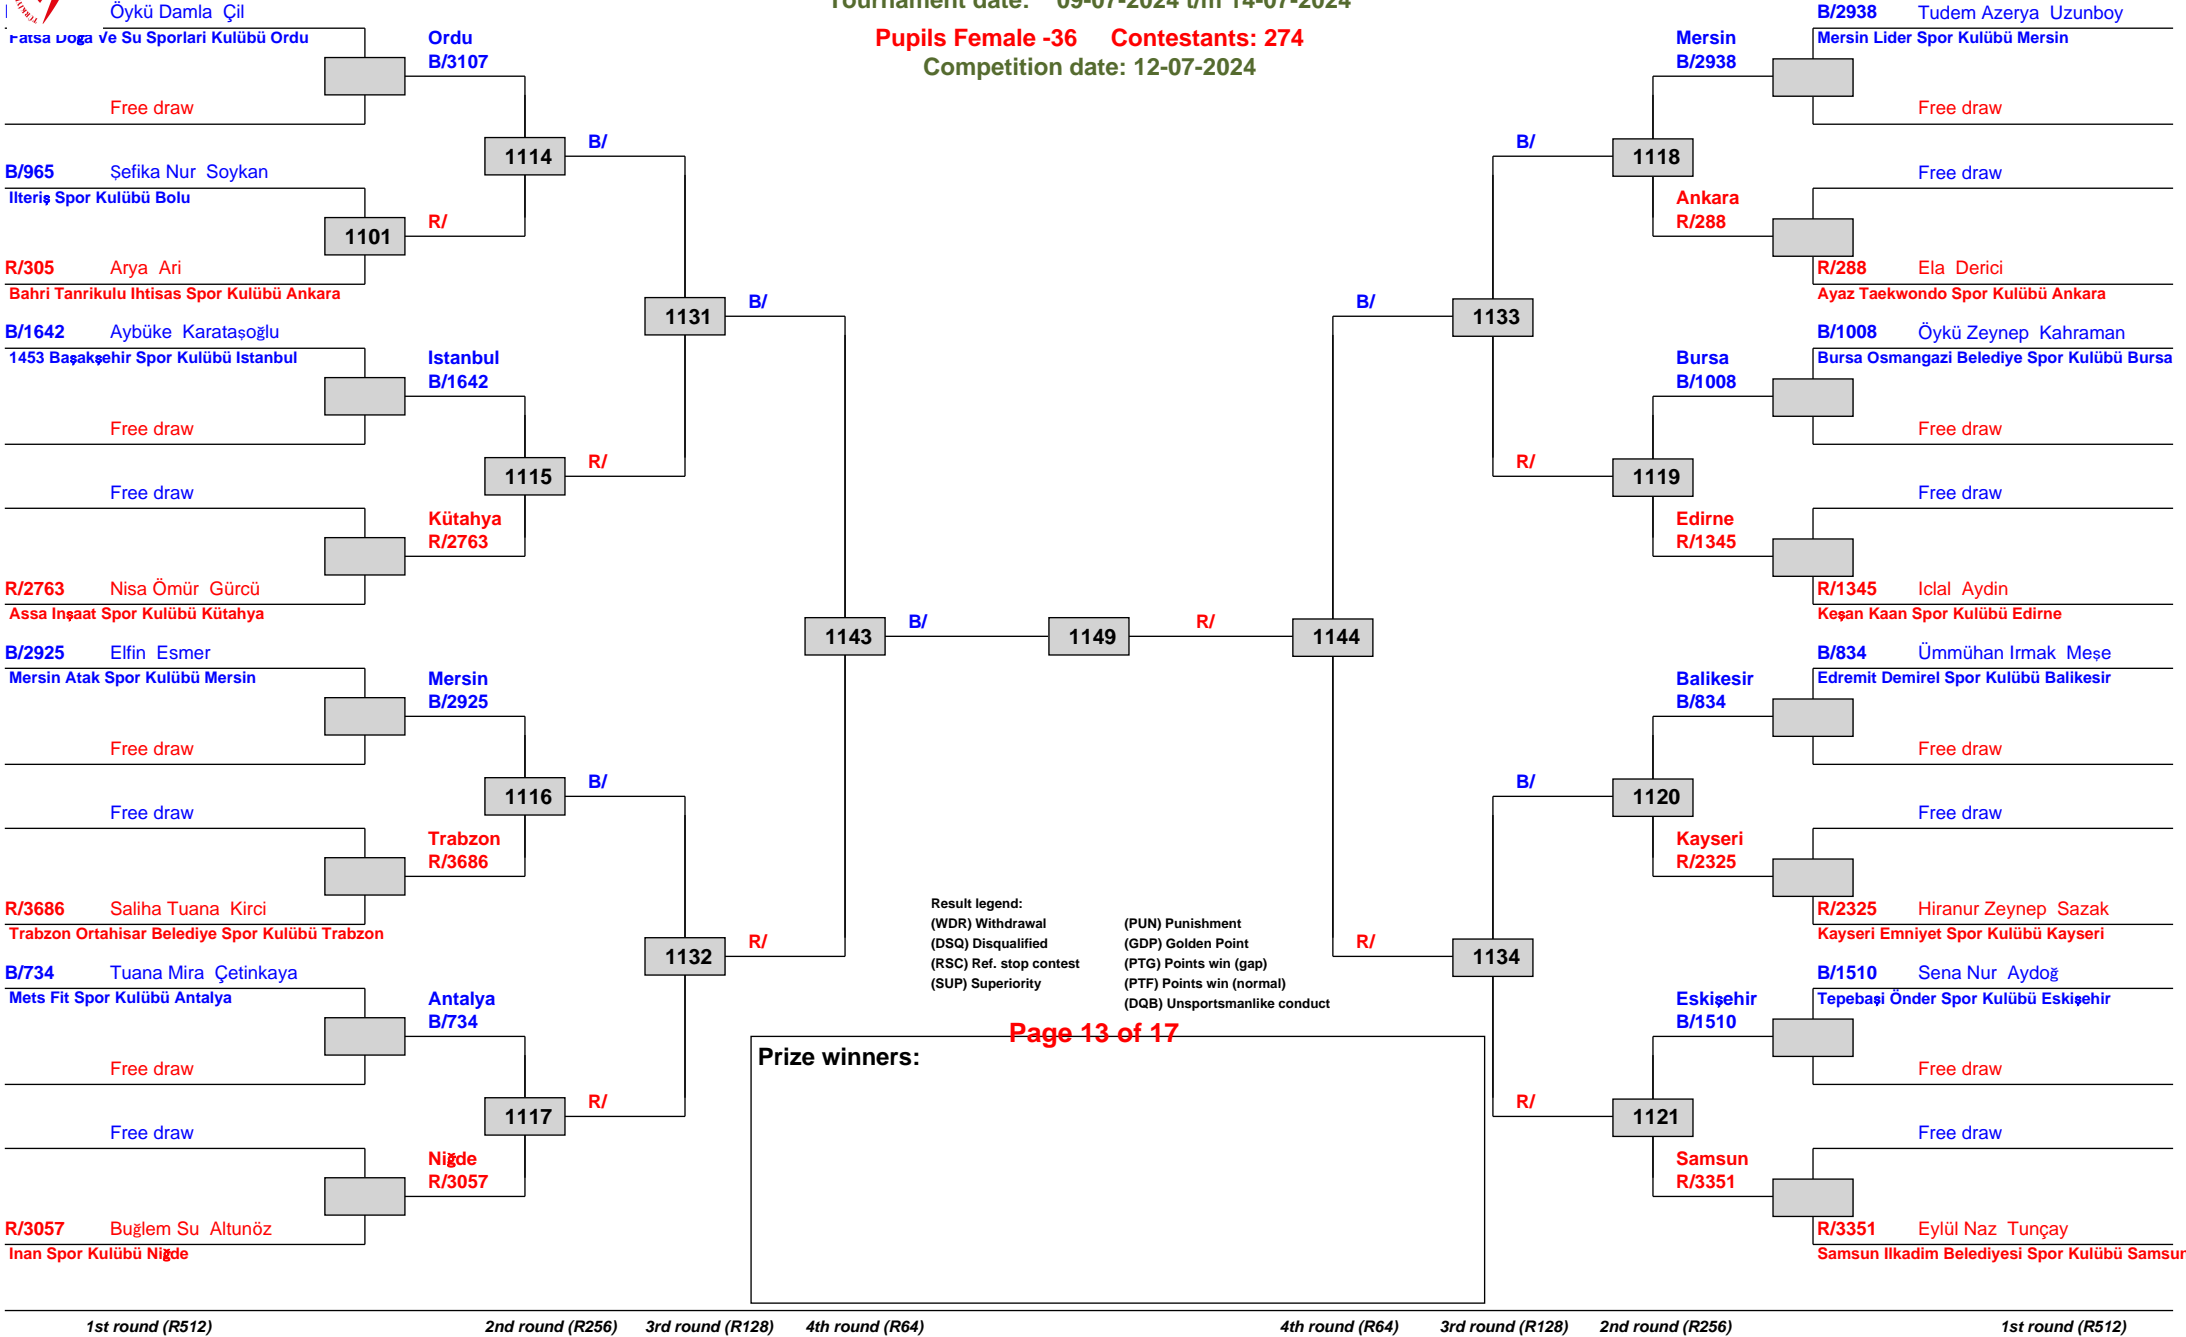 Tournament date: 09-07-2024 t/m 14-07-2024
Pupils Female -36 Contestants: 274
Competition date: 12-07-2024
Öykü Damla Çil
Fatsa Doğa Ve Su Sporlari Kulübü Ordu
Free draw
B/965 Şefika Nur Soykan
Ilteriş Spor Kulübü Bolu
1101
R/305 Arya Ari
Bahri Tanrikulu Ihtisas Spor Kulübü Ankara
B/1642 Aybüke Karataşoğlu
1453 Başakşehir Spor Kulübü Istanbul
Free draw
Free draw
R/2763 Nisa Ömür Gürcü
Assa Inşaat Spor Kulübü Kütahya
B/2925 Elfin Esmer
Mersin Atak Spor Kulübü Mersin
Free draw
Free draw
R/3686 Saliha Tuana Kirci
Trabzon Ortahisar Belediye Spor Kulübü Trabzon
B/734 Tuana Mira Çetinkaya
Mets Fit Spor Kulübü Antalya
Free draw
Free draw
R/3057 Buğlem Su Altunöz
Inan Spor Kulübü Niğde
Ordu
B/3107
1114
R/
Istanbul
B/1642
1115
Kütahya
R/2763
Mersin
B/2925
1116
Trabzon
R/3686
Antalya
B/734
1117
Niğde
R/3057
B/
1131
R/
B/
1132
R/
B/
1143
R/
B/
1149
R/
B/
1144
R/
B/
1133
R/
B/
1134
R/
Mersin
B/2938
1118
Ankara
R/288
Bursa
B/1008
1119
Edirne
R/1345
Balikesir
B/834
1120
Kayseri
R/2325
Eskişehir
B/1510
1121
Samsun
R/3351
B/2938 Tudem Azerya Uzunboy
Mersin Lider Spor Kulübü Mersin
Free draw
Free draw
R/288 Ela Derici
Ayaz Taekwondo Spor Kulübü Ankara
B/1008 Öykü Zeynep Kahraman
Bursa Osmangazi Belediye Spor Kulübü Bursa
Free draw
Free draw
R/1345 Iclal Aydin
Keşan Kaan Spor Kulübü Edirne
B/834 Ümmühan Irmak Meşe
Edremit Demirel Spor Kulübü Balikesir
Free draw
Free draw
R/2325 Hiranur Zeynep Sazak
Kayseri Emniyet Spor Kulübü Kayseri
B/1510 Sena Nur Aydoğ
Tepebaşi Önder Spor Kulübü Eskişehir
Free draw
Free draw
R/3351 Eylül Naz Tunçay
Samsun Ilkadim Belediyesi Spor Kulübü Samsun
Result legend:
(WDR) Withdrawal (PUN) Punishment
(DSQ) Disqualified (GDP) Golden Point
(RSC) Ref. stop contest (PTG) Points win (gap)
(SUP) Superiority (PTF) Points win (normal)
(DQB) Unsportsmanlike conduct
Page 13 of 17
Prize winners:
1st round (R512) 2nd round (R256) 3rd round (R128) 4th round (R64) 4th round (R64) 3rd round (R128) 2nd round (R256) 1st round (R512)